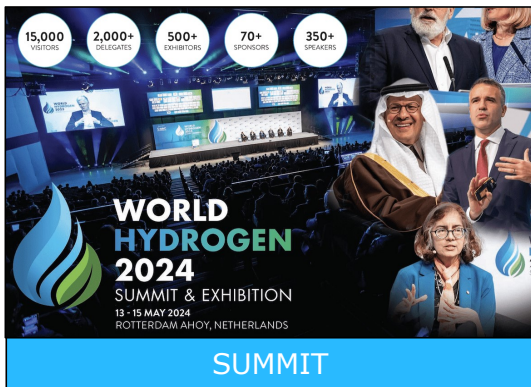 15,000
VISITORS
2,000+
DELEGATES
500+
EXHIBITORS
70+
SPONSORS
350+
SPEAKERS
WORLD
HYDROGEN
2024
SUMMIT & EXHIBITION
13 - 15 MAY 2024
ROTTERDAM AHOY, NETHERLANDS
SUMMIT